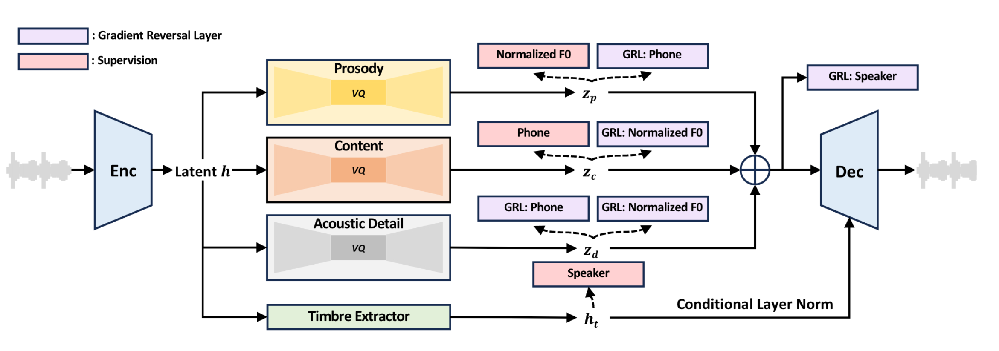 : Gradient Reversal Layer
: Supervision
Prosody
VQ
Normalized F0
GRL: Phone
z_p
GRL: Speaker
Enc
Latent h
Content
VQ
Phone
GRL: Normalized F0
z_c
Dec
Acoustic Detail
VQ
GRL: Phone
GRL: Normalized F0
z_d
Speaker
Timbre Extractor
h_t
Conditional Layer Norm